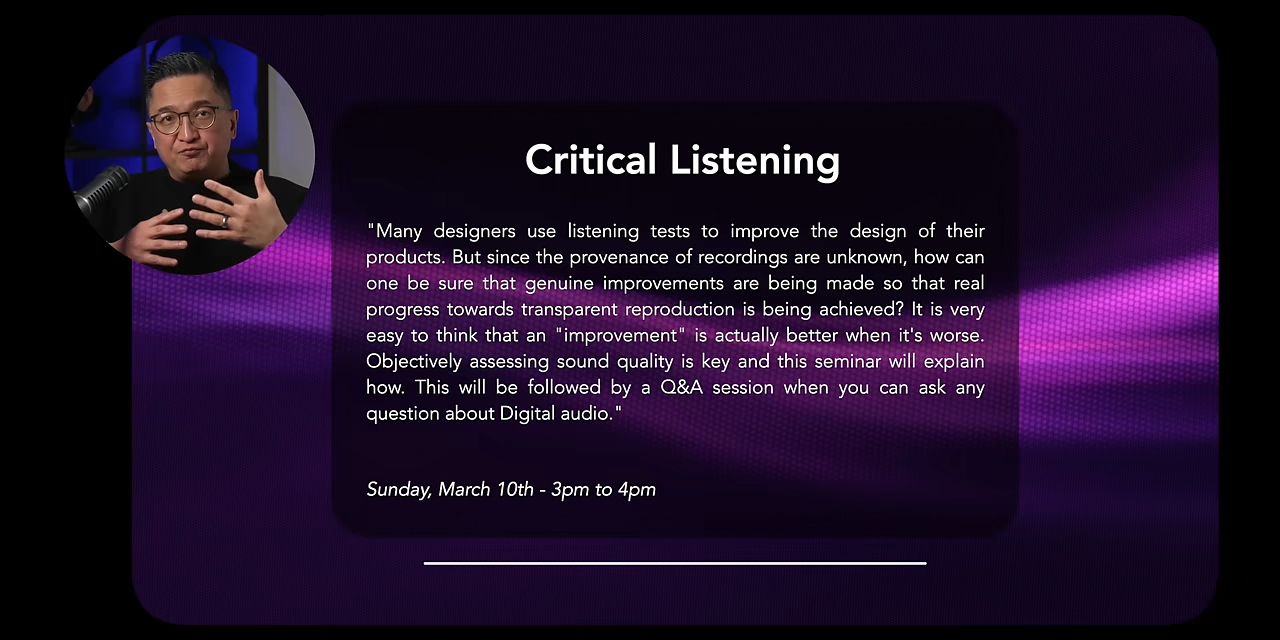 Critical Listening
"Many designers use listening tests to improve the design of their
products. But since the provenance of recordings are unknown, how can
one be sure that genuine improvements are being made so that real
progress towards transparent reproduction is being achieved? It is very
easy to think that an "improvement" is actually better when it's worse.
Objectively assessing sound quality is key and this seminar will explain
how. This will be followed by a Q&A session when you can ask any
question about Digital audio."
Sunday, March 10th - 3pm to 4pm